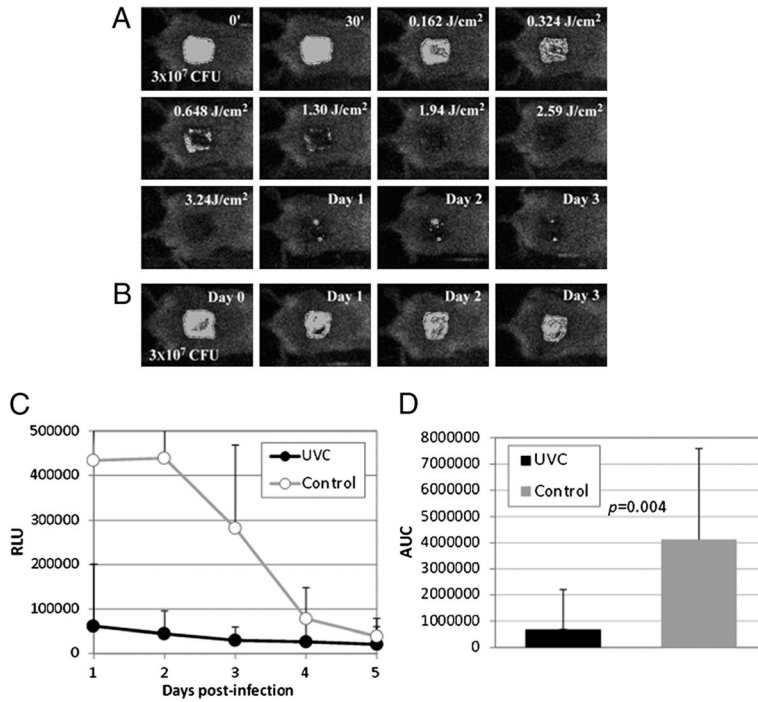 A
0'
3x10⁷ CFU
30'
0.162 J/cm²
0.324 J/cm²
0.648 J/cm²
1.30 J/cm²
1.94 J/cm²
2.59 J/cm²
3.24J/cm²
Day 1
Day 2
Day 3
B
Day 0
3x10⁷ CFU
Day 1
Day 2
Day 3
C
500000
400000
300000
200000
100000
0
RLU
UVC
Control
1 2 3 4 5
Days post-infection
D
8000000
7000000
6000000
5000000
4000000
3000000
2000000
1000000
0
AUC
UVC
Control
p=0.004